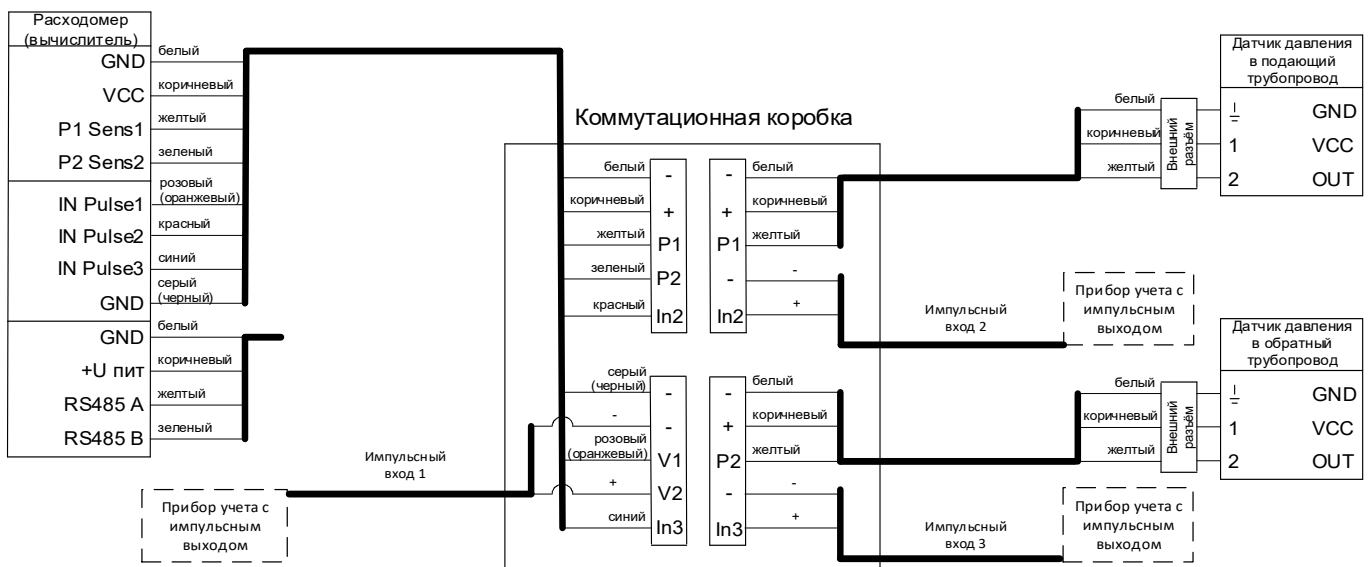 Расходомер
(вычислитель)
GND
белый
VCC
коричневый
P1 Sens1
желтый
P2 Sens2
зеленый
IN Pulse1
розовый
(оранжевый)
IN Pulse2
красный
IN Pulse3
синий
GND
серый
(черный)
GND
белый
+U пит
коричневый
RS485 A
желтый
RS485 B
зеленый
Импульсный
вход 1
Прибор учета с
импульсным
выходом
Коммутационная коробка
белый
-
коричневый
+
желтый
P1
зеленый
P2
красный
In2
-
белый
+
коричневый
P1
желтый
-
-
In2
+
серый
(черный)
-
-
-
розовый
(оранжевый)
V1
+
V2
синий
In3
-
белый
+
коричневый
P2
желтый
-
-
In3
+
Импульсный
вход 2
Прибор учета с
импульсным
выходом
Импульсный
вход 3
Прибор учета с
импульсным
выходом
Датчик давления
в подающий
трубопровод
белый
коричневый
желтый
Внешний
разъём
GND
1
VCC
2
OUT
Датчик давления
в обратный
трубопровод
белый
коричневый
желтый
Внешний
разъём
GND
1
VCC
2
OUT